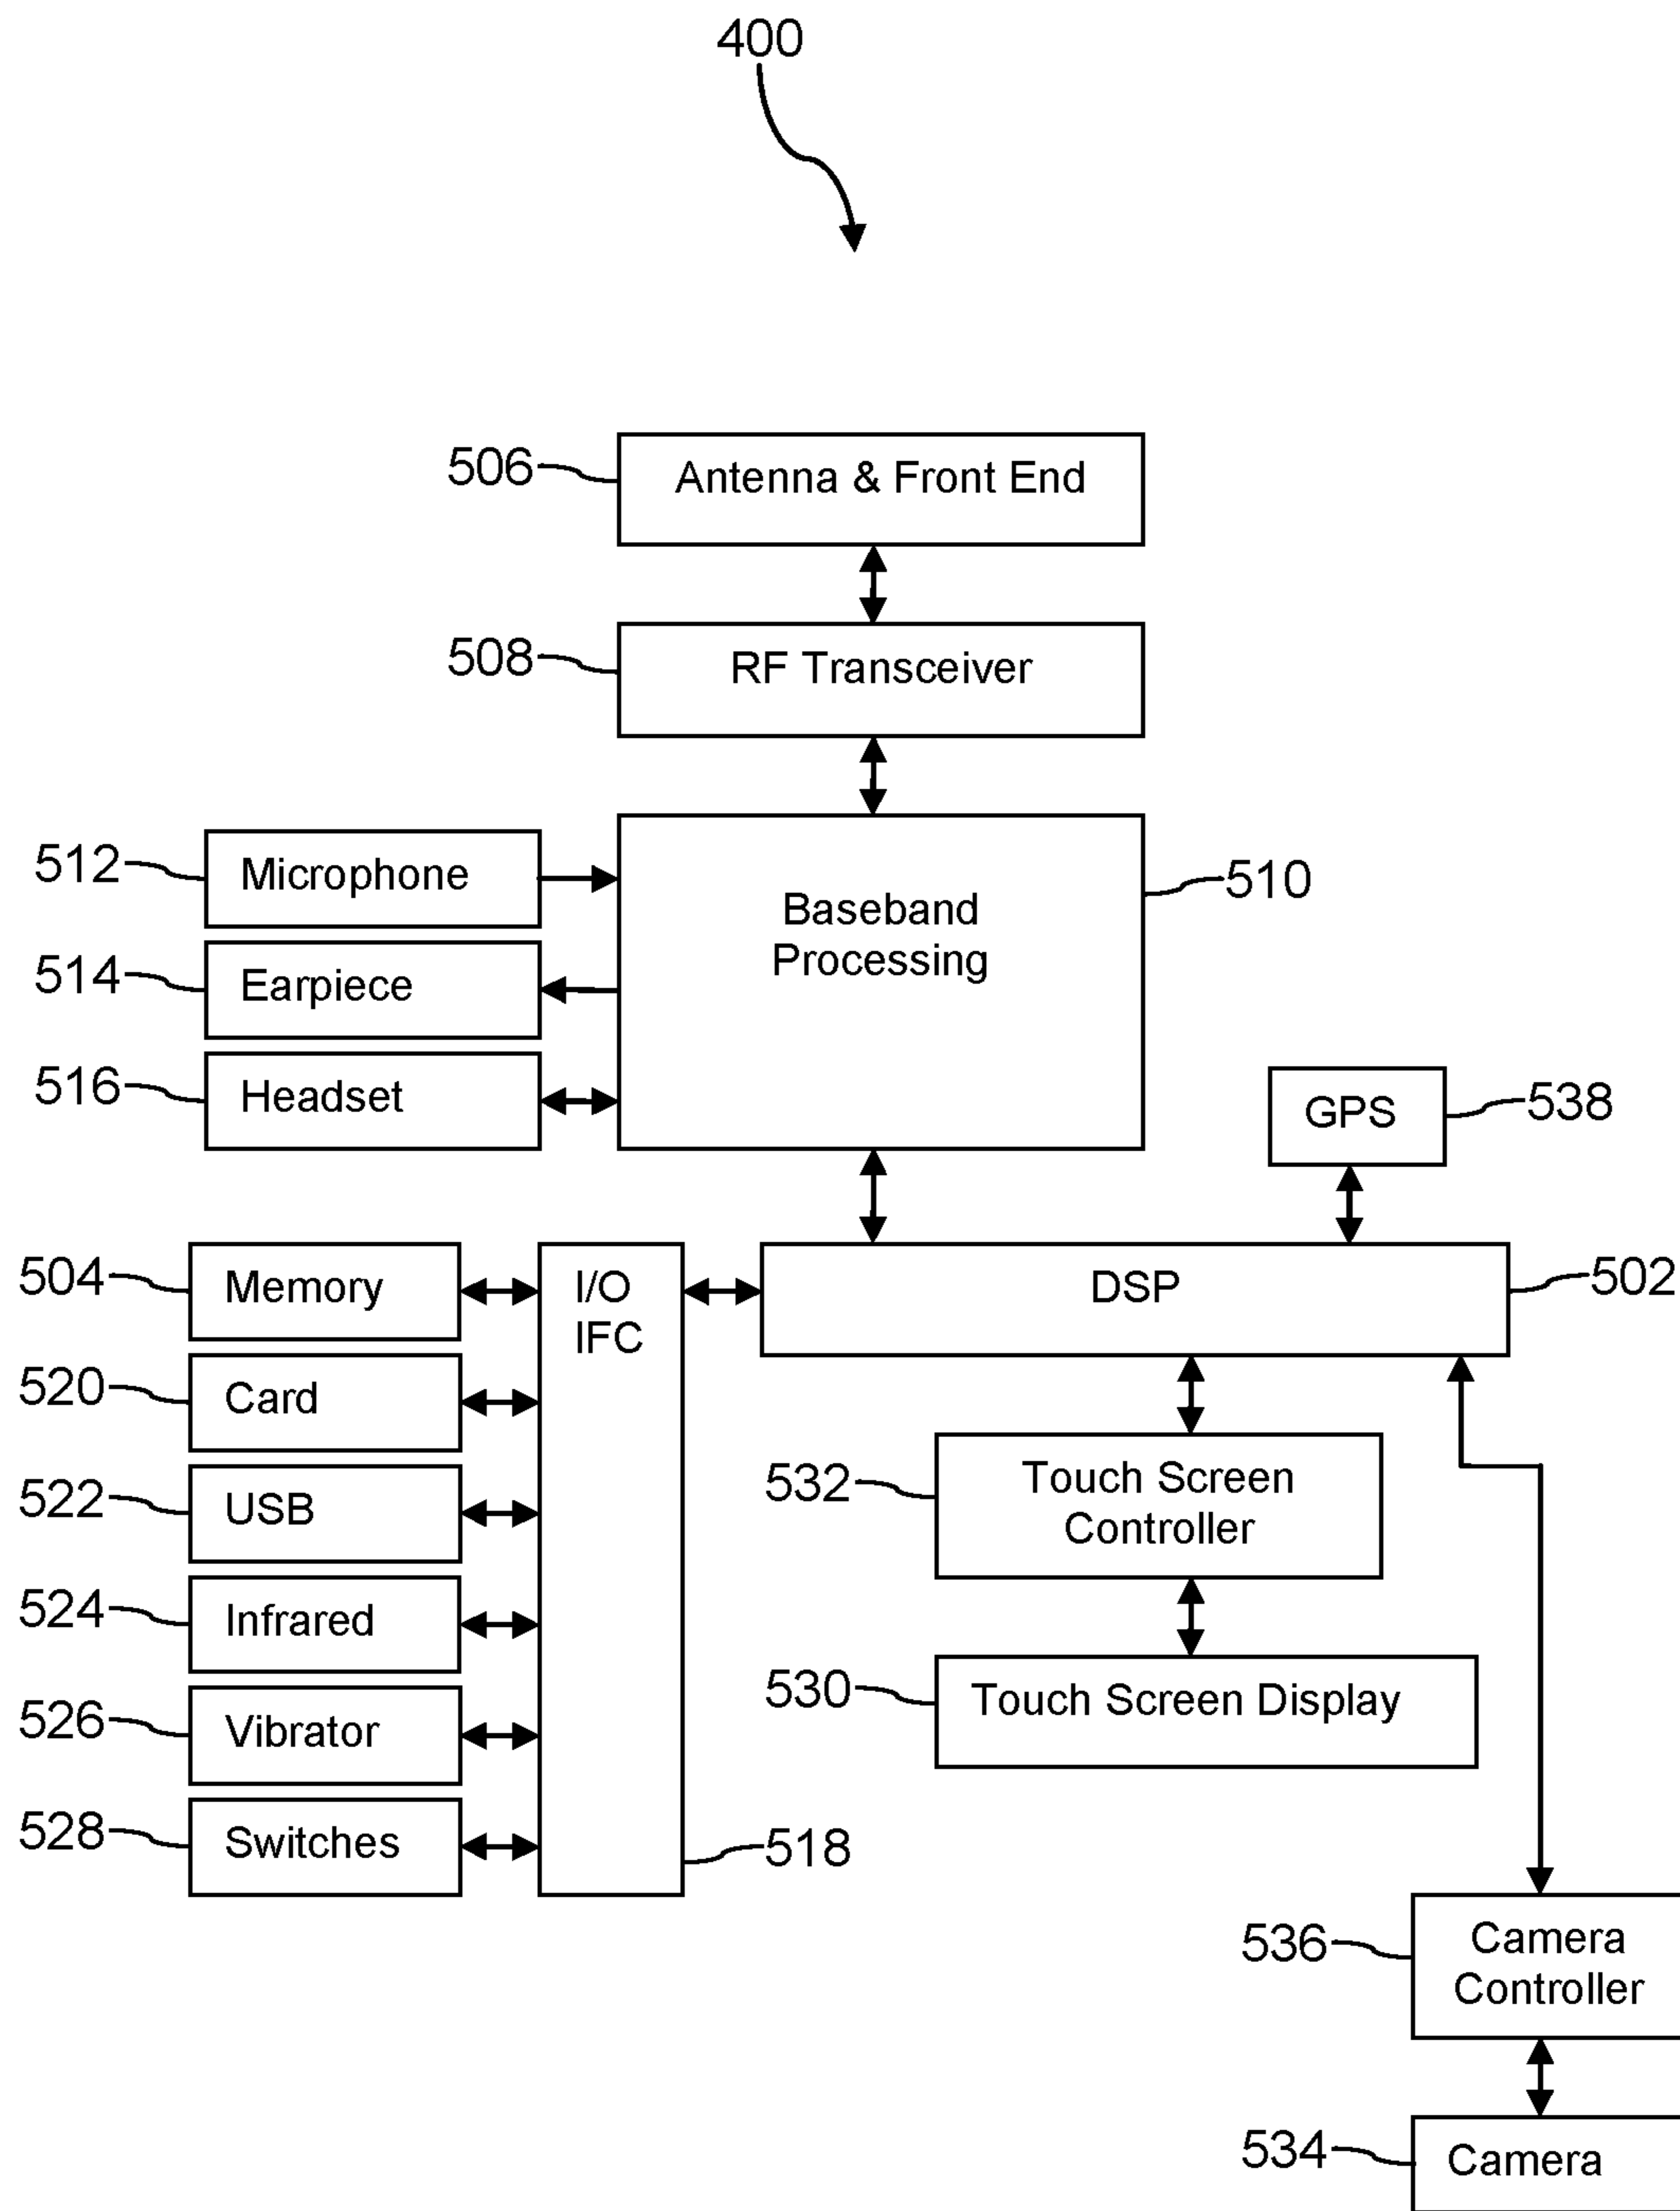 400
506
Antenna & Front End
508
RF Transceiver
512
Microphone
Baseband
Processing
510
514
Earpiece
516
Headset
GPS
538
504
Memory
I/O
IFC
DSP
502
520
Card
522
USB
532
Touch Screen
Controller
524
Infrared
530
Touch Screen Display
526
Vibrator
528
Switches
518
536
Camera
Controller
534
Camera